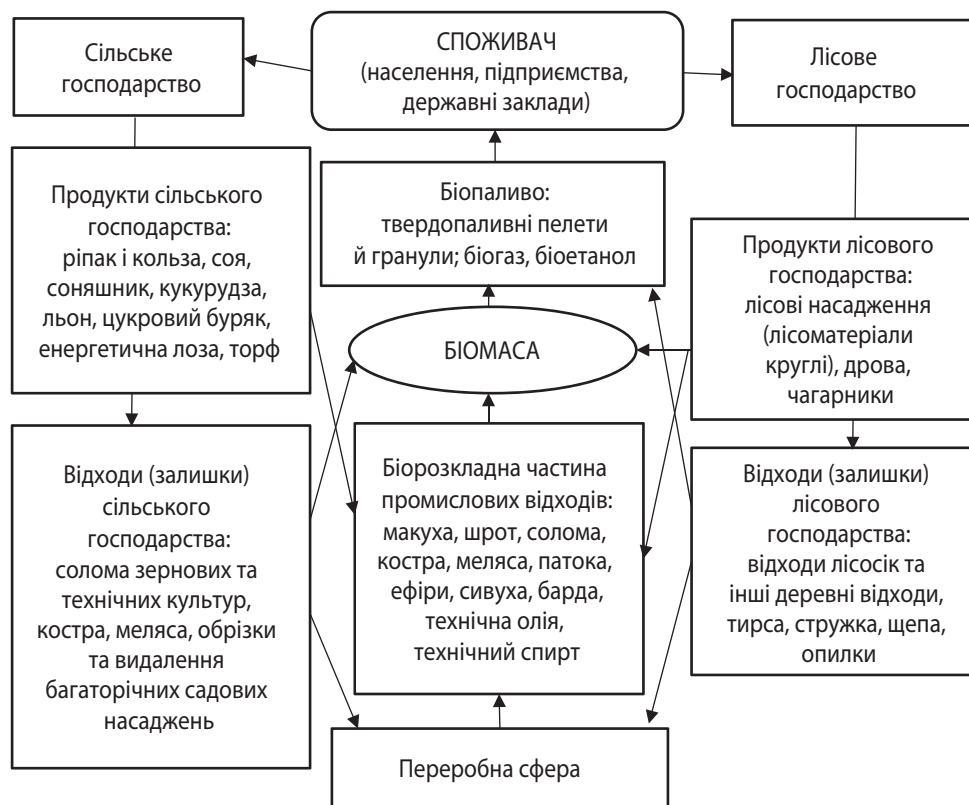 Сільське
господарство
СПОЖИВАЧ
(населення, підприємства,
державні заклади)
Лісове
господарство
Продукти сільського
господарства:
ріпак і кольза, соя,
соняшник, кукурудза,
льон, цукровий буряк,
енергетична лоза, торф
Біопаливо:
твердопаливні пелети
й гранули; біогаз, біоетанол
Продукти лісового
господарства:
лісові насадження
(лісоматеріали
круглі), дрова,
чагарники
БІОМАСА
Відходи (залишки)
сільського
господарства:
солома зернових та
технічних культур,
костра, меляса, обрізки
та видалення
багаторічних садових
насаджень
Біорозкладна частина
промислових відходів:
макуха, шрот, солома,
костра, меляса, патока,
ефіри, сивуха, барда,
технічна олія,
технічний спирт
Відходи (залишки)
лісового
господарства:
відходи лісосік та
інші деревні відходи,
тирса, стружка, щепа,
опилки
Переробна сфера